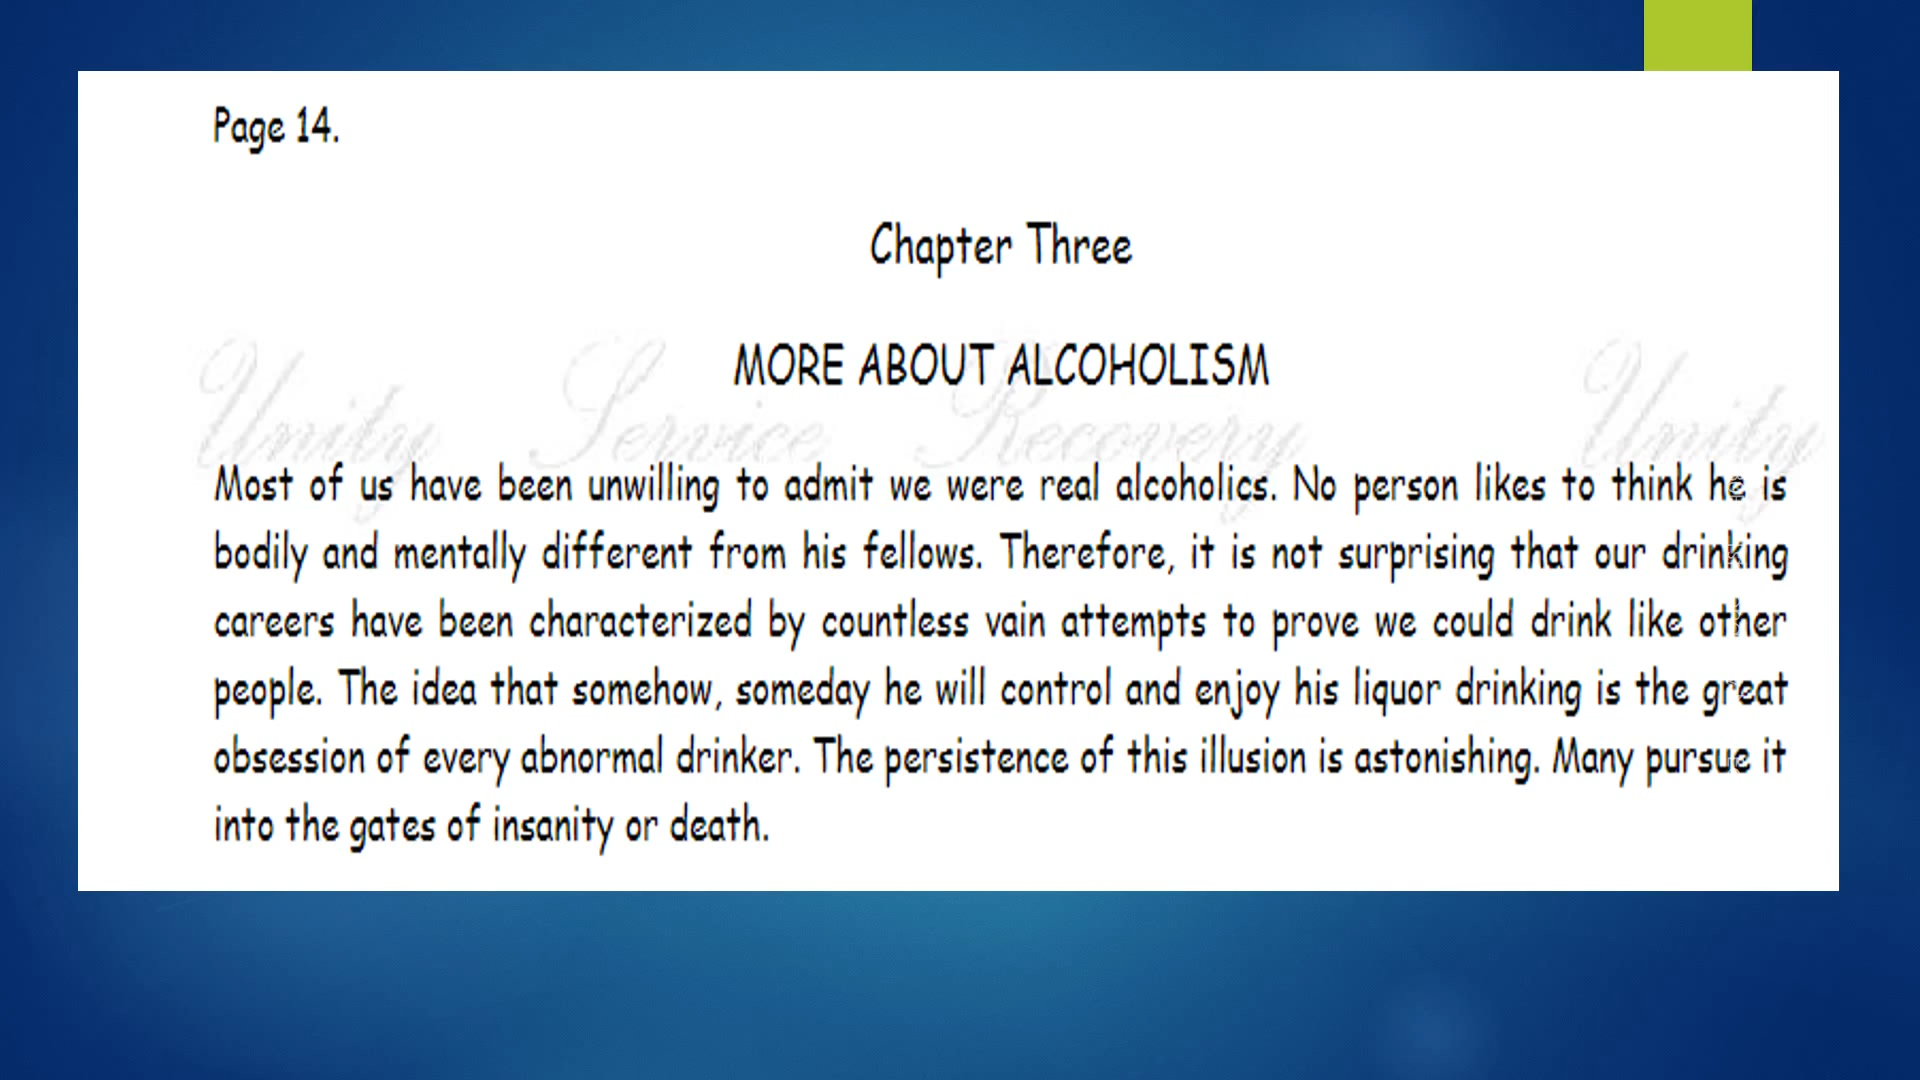 Page 14.
Chapter Three
MORE ABOUT ALCOHOLISM
Unity Service Recovery Unity
Most of us have been unwilling to admit we were real alcoholics. No person likes to think he is
bodily and mentally different from his fellows. Therefore, it is not surprising that our drinking
careers have been characterized by countless vain attempts to prove we could drink like other
people. The idea that somehow, someday he will control and enjoy his liquor drinking is the great
obsession of every abnormal drinker. The persistence of this illusion is astonishing. Many pursue it
into the gates of insanity or death.